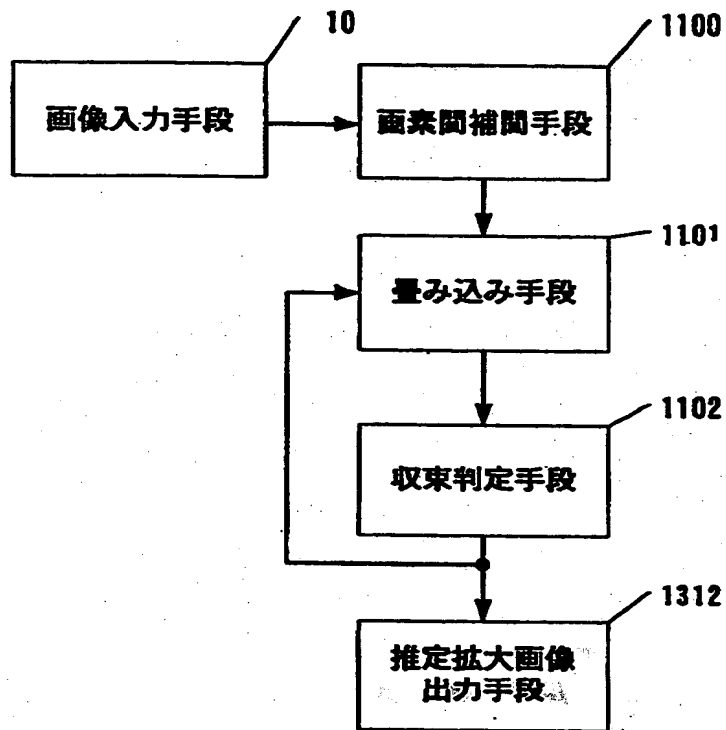 10
1100
画像入力手段
画素間補間手段
1101
畳み込み手段
1102
収束判定手段
1312
推定拡大画像
出力手段